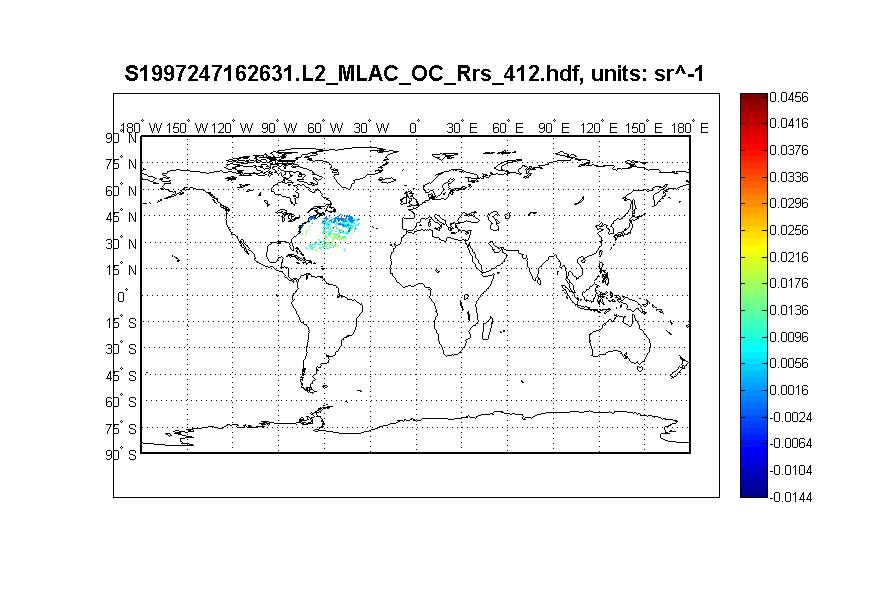 S1997247162631.L2_MLAC_OC_Rrs_412.hdf, units: sr^-1
180° W 150° W 120° W 90° W 60° W 30° W 0° 30° E 60° E 90° E 120° E 150° E 180° E
90° N
75° N
60° N
45° N
30° N
15° N
0°
15° S
30° S
45° S
60° S
75° S
90° S
0.0456
0.0416
0.0376
0.0336
0.0296
0.0256
0.0216
0.0176
0.0136
0.0096
0.0056
0.0016
-0.0024
-0.0064
-0.0104
-0.0144